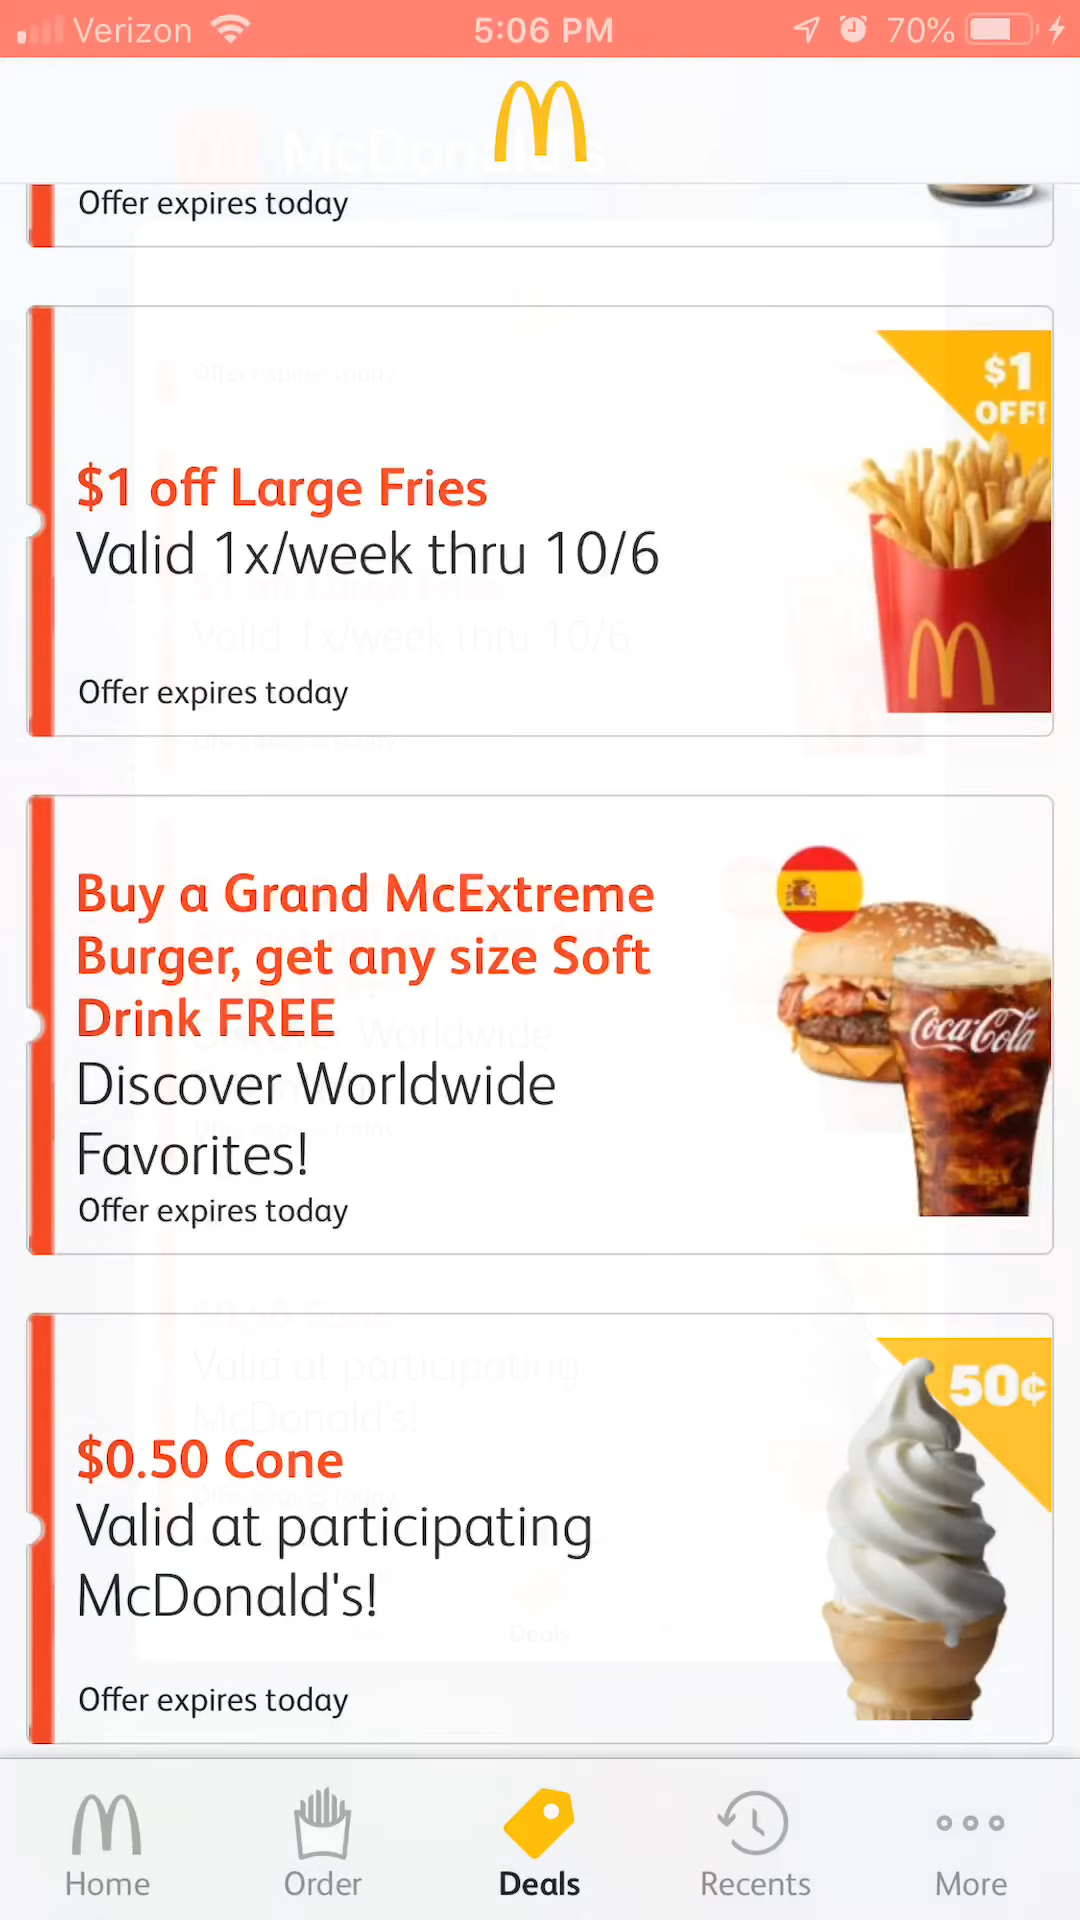 Verizon 5:06 PM 70%
Offer expires today
$1 OFF!
$1 off Large Fries
Valid 1x/week thru 10/6
Offer expires today
Buy a Grand McExtreme
Burger, get any size Soft
Drink FREE
Discover Worldwide
Favorites!
Offer expires today
Coca-Cola
50¢
$0.50 Cone
Valid at participating
McDonald's!
Offer expires today
Home Order Deals Recents More